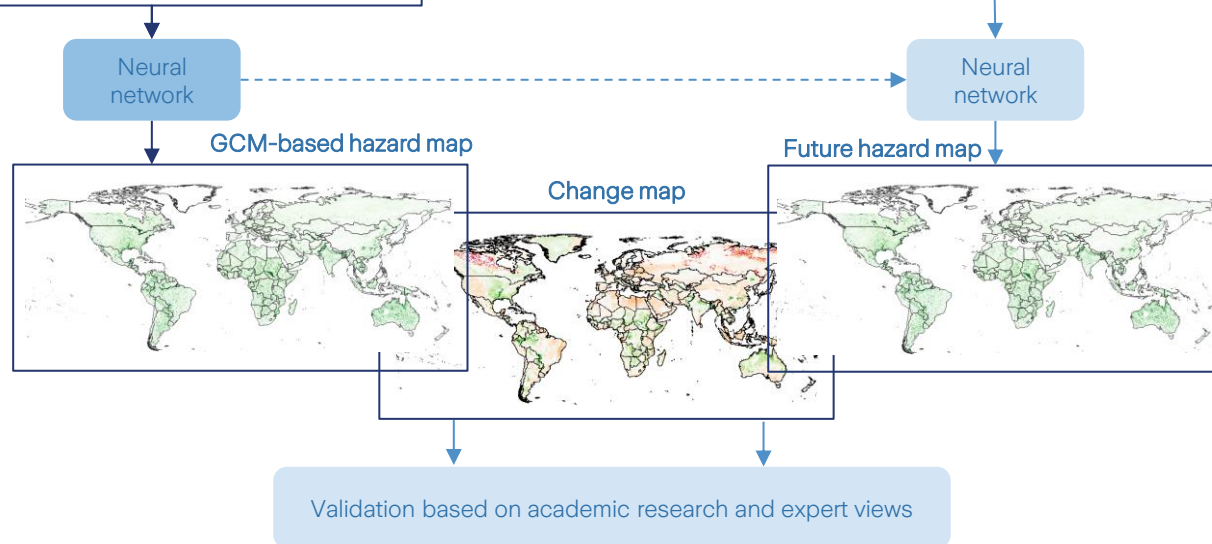 Neural
network
Neural
network
GCM-based hazard map
Future hazard map
Change map
Validation based on academic research and expert views